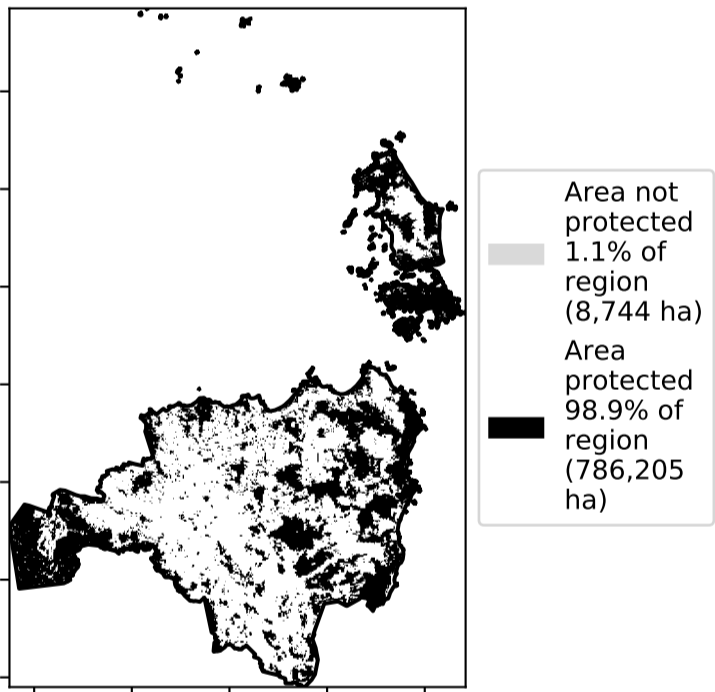 Area not
protected
1.1% of
region
(8,744 ha)
Area
protected
98.9% of
region
(786,205
ha)